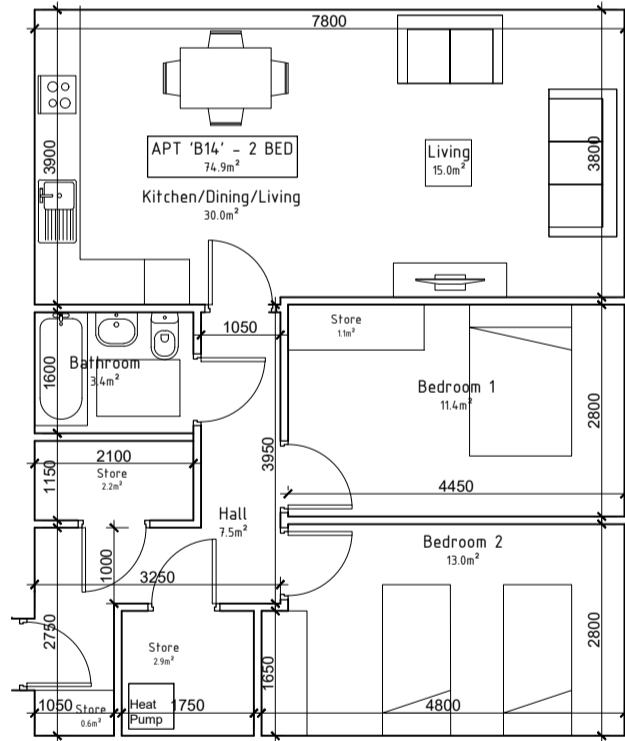 7800
APT 'B14' - 2 BED
74.9m²
Kitchen/Dining/Living
30.0m²
Living
15.0m²
3900
3800
1050
Store
1.1m²
Bathroom
3.4m²
1600
Bedroom 1
11.4m²
2800
3950
2100
Store
2.2m²
1150
4450
Hall
7.5m²
Bedroom 2
13.0m²
1000
3250
2750
Store
2.9m²
1650
2800
1050
Store
0.6m²
Heat
Pump
1750
4800